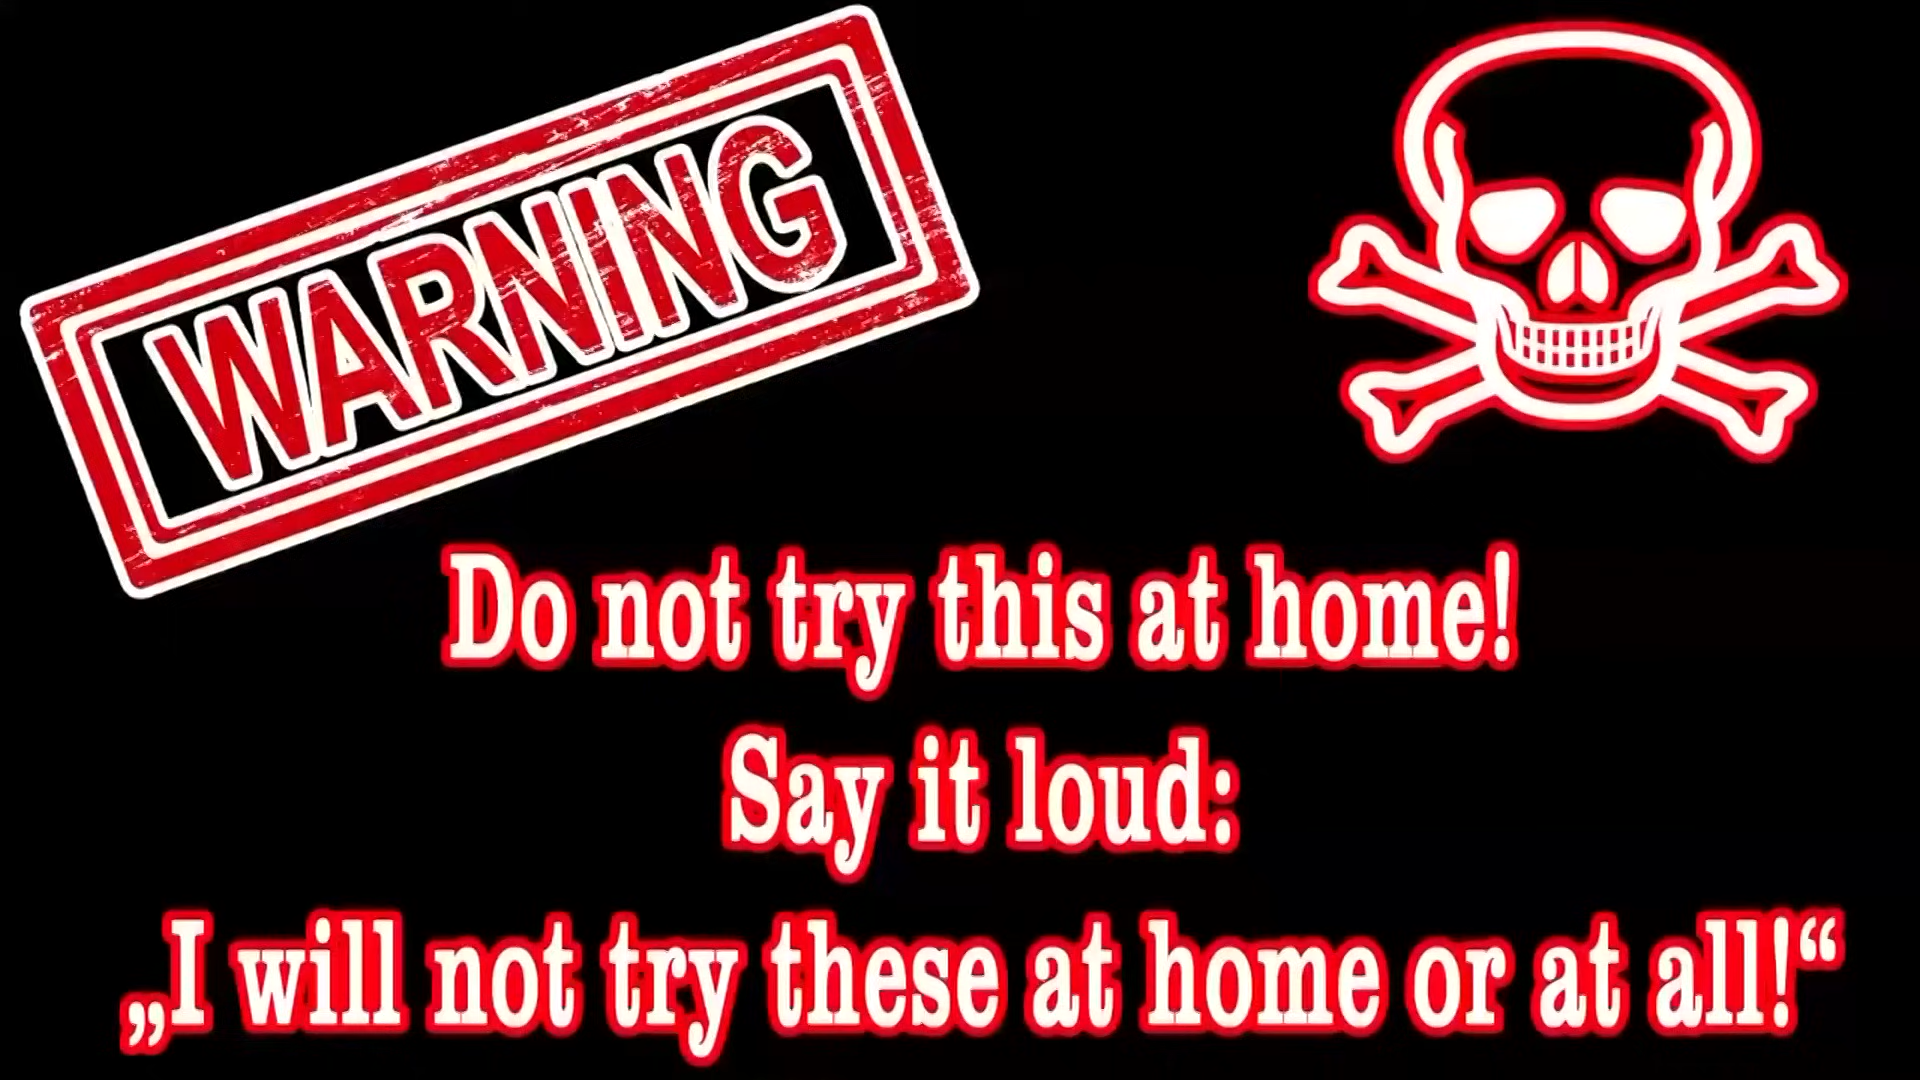 WARNING
Do not try this at home!
Say it loud:
„I will not try these at home or at all!“